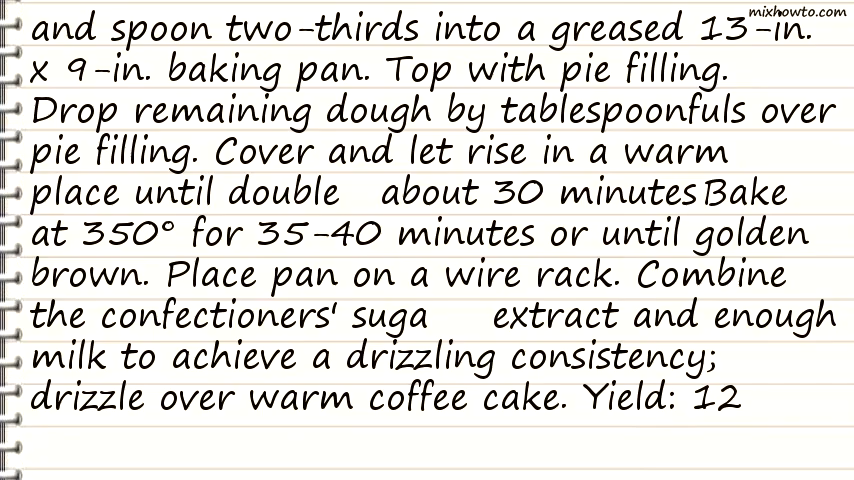 mixhowto.com
and spoon two-thirds into a greased 13-in.
x 9-in. baking pan. Top with pie filling.
Drop remaining dough by tablespoonfuls over
pie filling. Cover and let rise in a warm
place until double about 30 minutes Bake
at 350° for 35-40 minutes or until golden
brown. Place pan on a wire rack. Combine
the confectioners' suga extract and enough
milk to achieve a drizzling consistency;
drizzle over warm coffee cake. Yield: 12